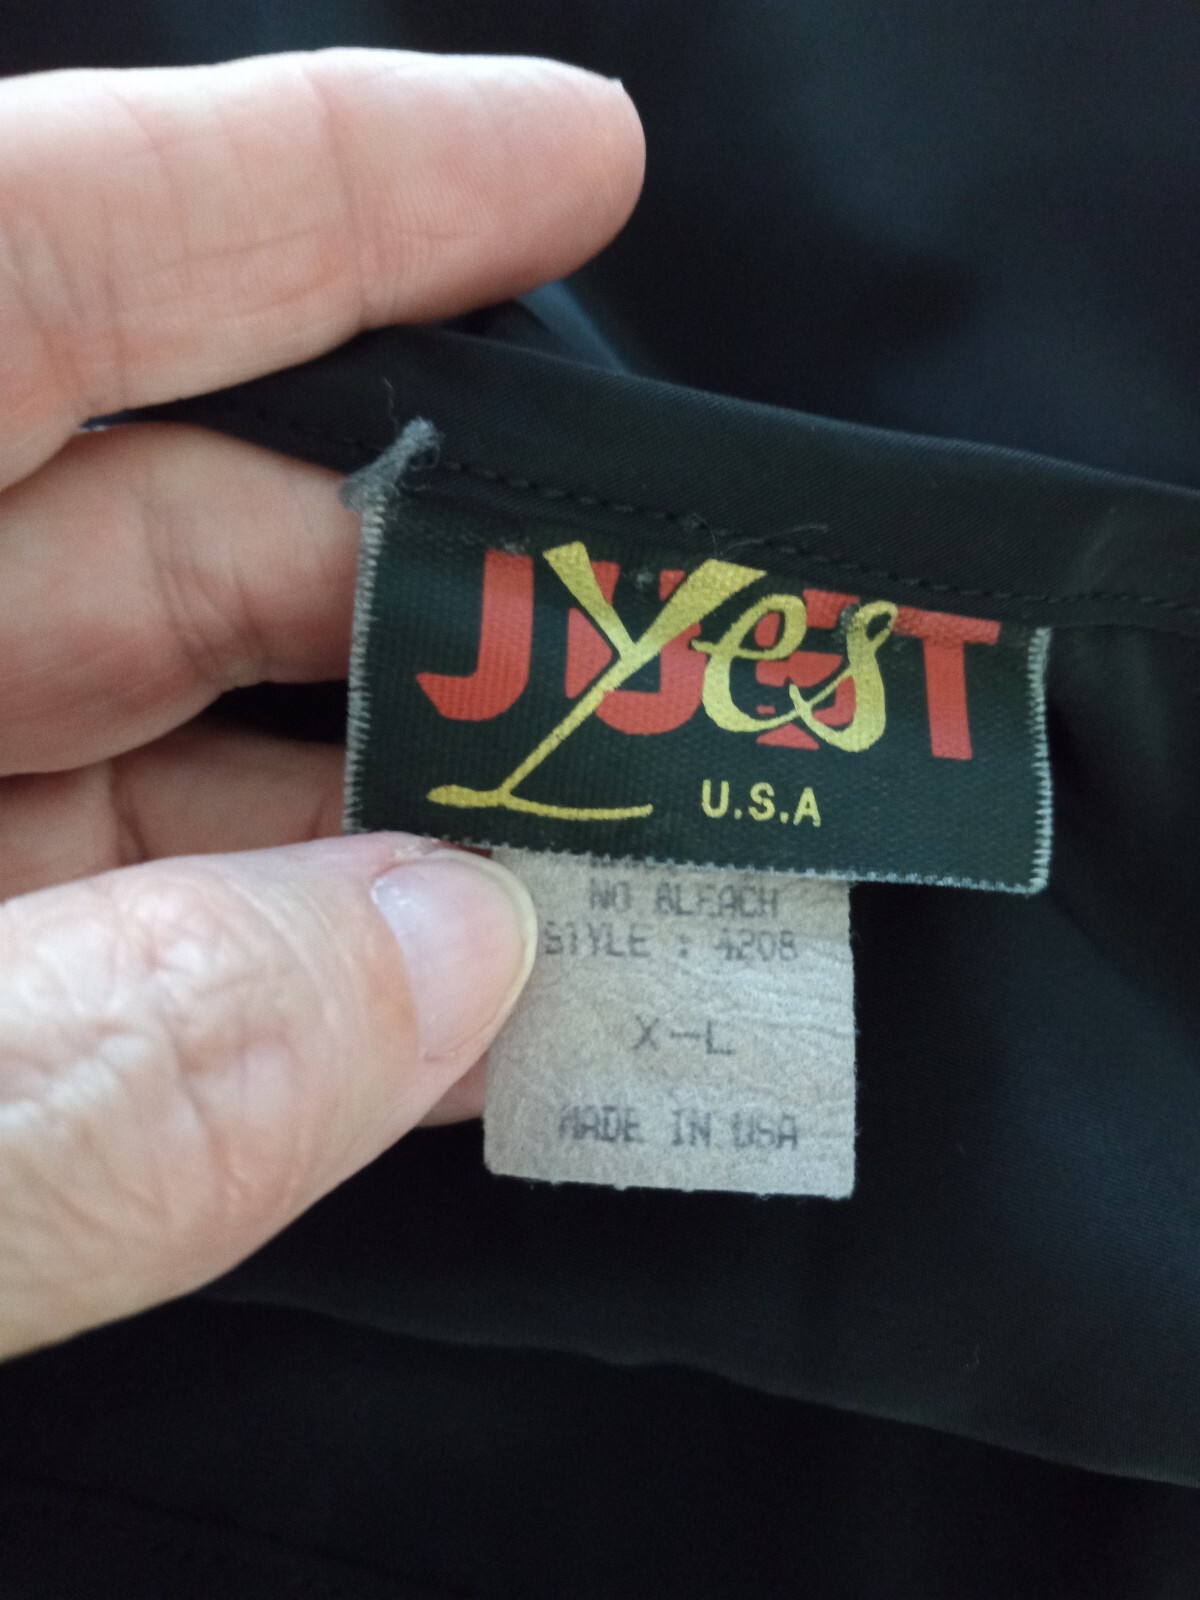 JUST
Yes
U.S.A
NO BLEACH
STYLE : 4208
X-L
MADE IN USA